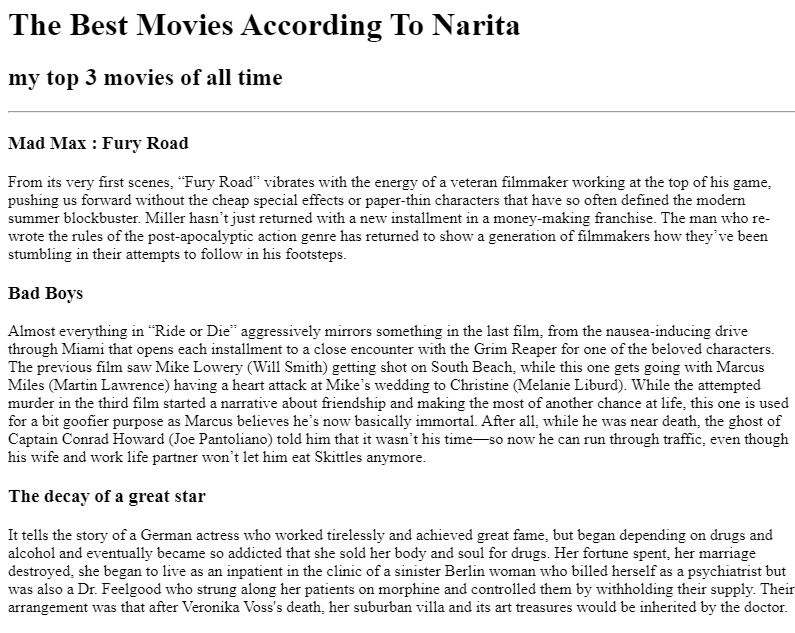 The Best Movies According To Narita
my top 3 movies of all time
Mad Max : Fury Road
From its very first scenes, “Fury Road” vibrates with the energy of a veteran filmmaker working at the top of his game,
pushing us forward without the cheap special effects or paper-thin characters that have so often defined the modern
summer blockbuster. Miller hasn’t just returned with a new installment in a money-making franchise. The man who re-
wrote the rules of the post-apocalyptic action genre has returned to show a generation of filmmakers how they’ve been
stumbling in their attempts to follow in his footsteps.
Bad Boys
Almost everything in “Ride or Die” aggressively mirrors something in the last film, from the nausea-inducing drive
through Miami that opens each installment to a close encounter with the Grim Reaper for one of the beloved characters.
The previous film saw Mike Lowery (Will Smith) getting shot on South Beach, while this one gets going with Marcus
Miles (Martin Lawrence) having a heart attack at Mike’s wedding to Christine (Melanie Liburd). While the attempted
murder in the third film started a narrative about friendship and making the most of another chance at life, this one is used
for a bit goofier purpose as Marcus believes he’s now basically immortal. After all, while he was near death, the ghost of
Captain Conrad Howard (Joe Pantoliano) told him that it wasn’t his time—so now he can run through traffic, even though
his wife and work life partner won’t let him eat Skittles anymore.
The decay of a great star
It tells the story of a German actress who worked tirelessly and achieved great fame, but began depending on drugs and
alcohol and eventually became so addicted that she sold her body and soul for drugs. Her fortune spent, her marriage
destroyed, she began to live as an inpatient in the clinic of a sinister Berlin woman who billed herself as a psychiatrist but
was also a Dr. Feelgood who strung along her patients on morphine and controlled them by withholding their supply. Their
arrangement was that after Veronika Voss's death, her suburban villa and its art treasures would be inherited by the doctor.